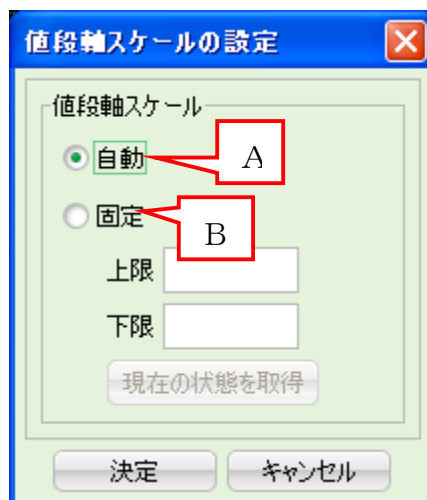 値段軸スケールの設定
値段軸スケール
自動
A
固定
B
上限
下限
現在の状態を取得
決定
キャンセル